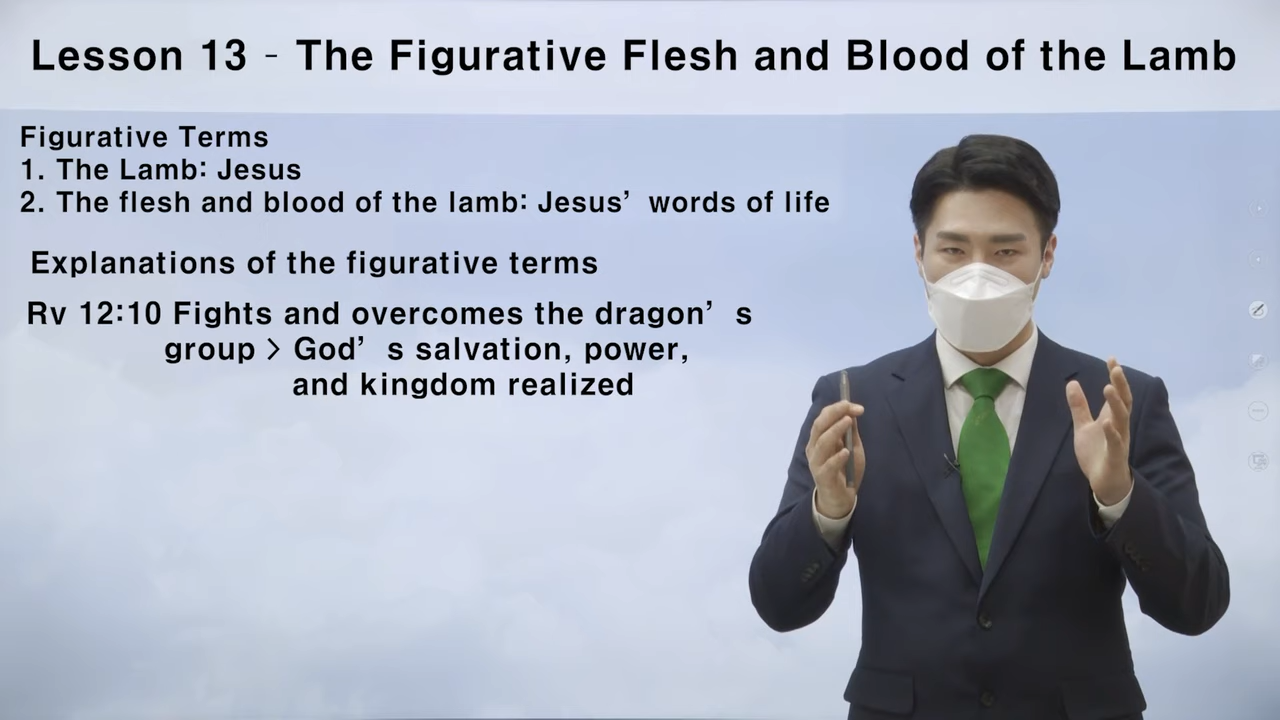 Lesson 13 - The Figurative Flesh and Blood of the Lamb
Figurative Terms
1. The Lamb: Jesus
2. The flesh and blood of the lamb: Jesus’ words of life
Explanations of the figurative terms
Rv 12:10 Fights and overcomes the dragon’s
group > God’s salvation, power,
and kingdom realized